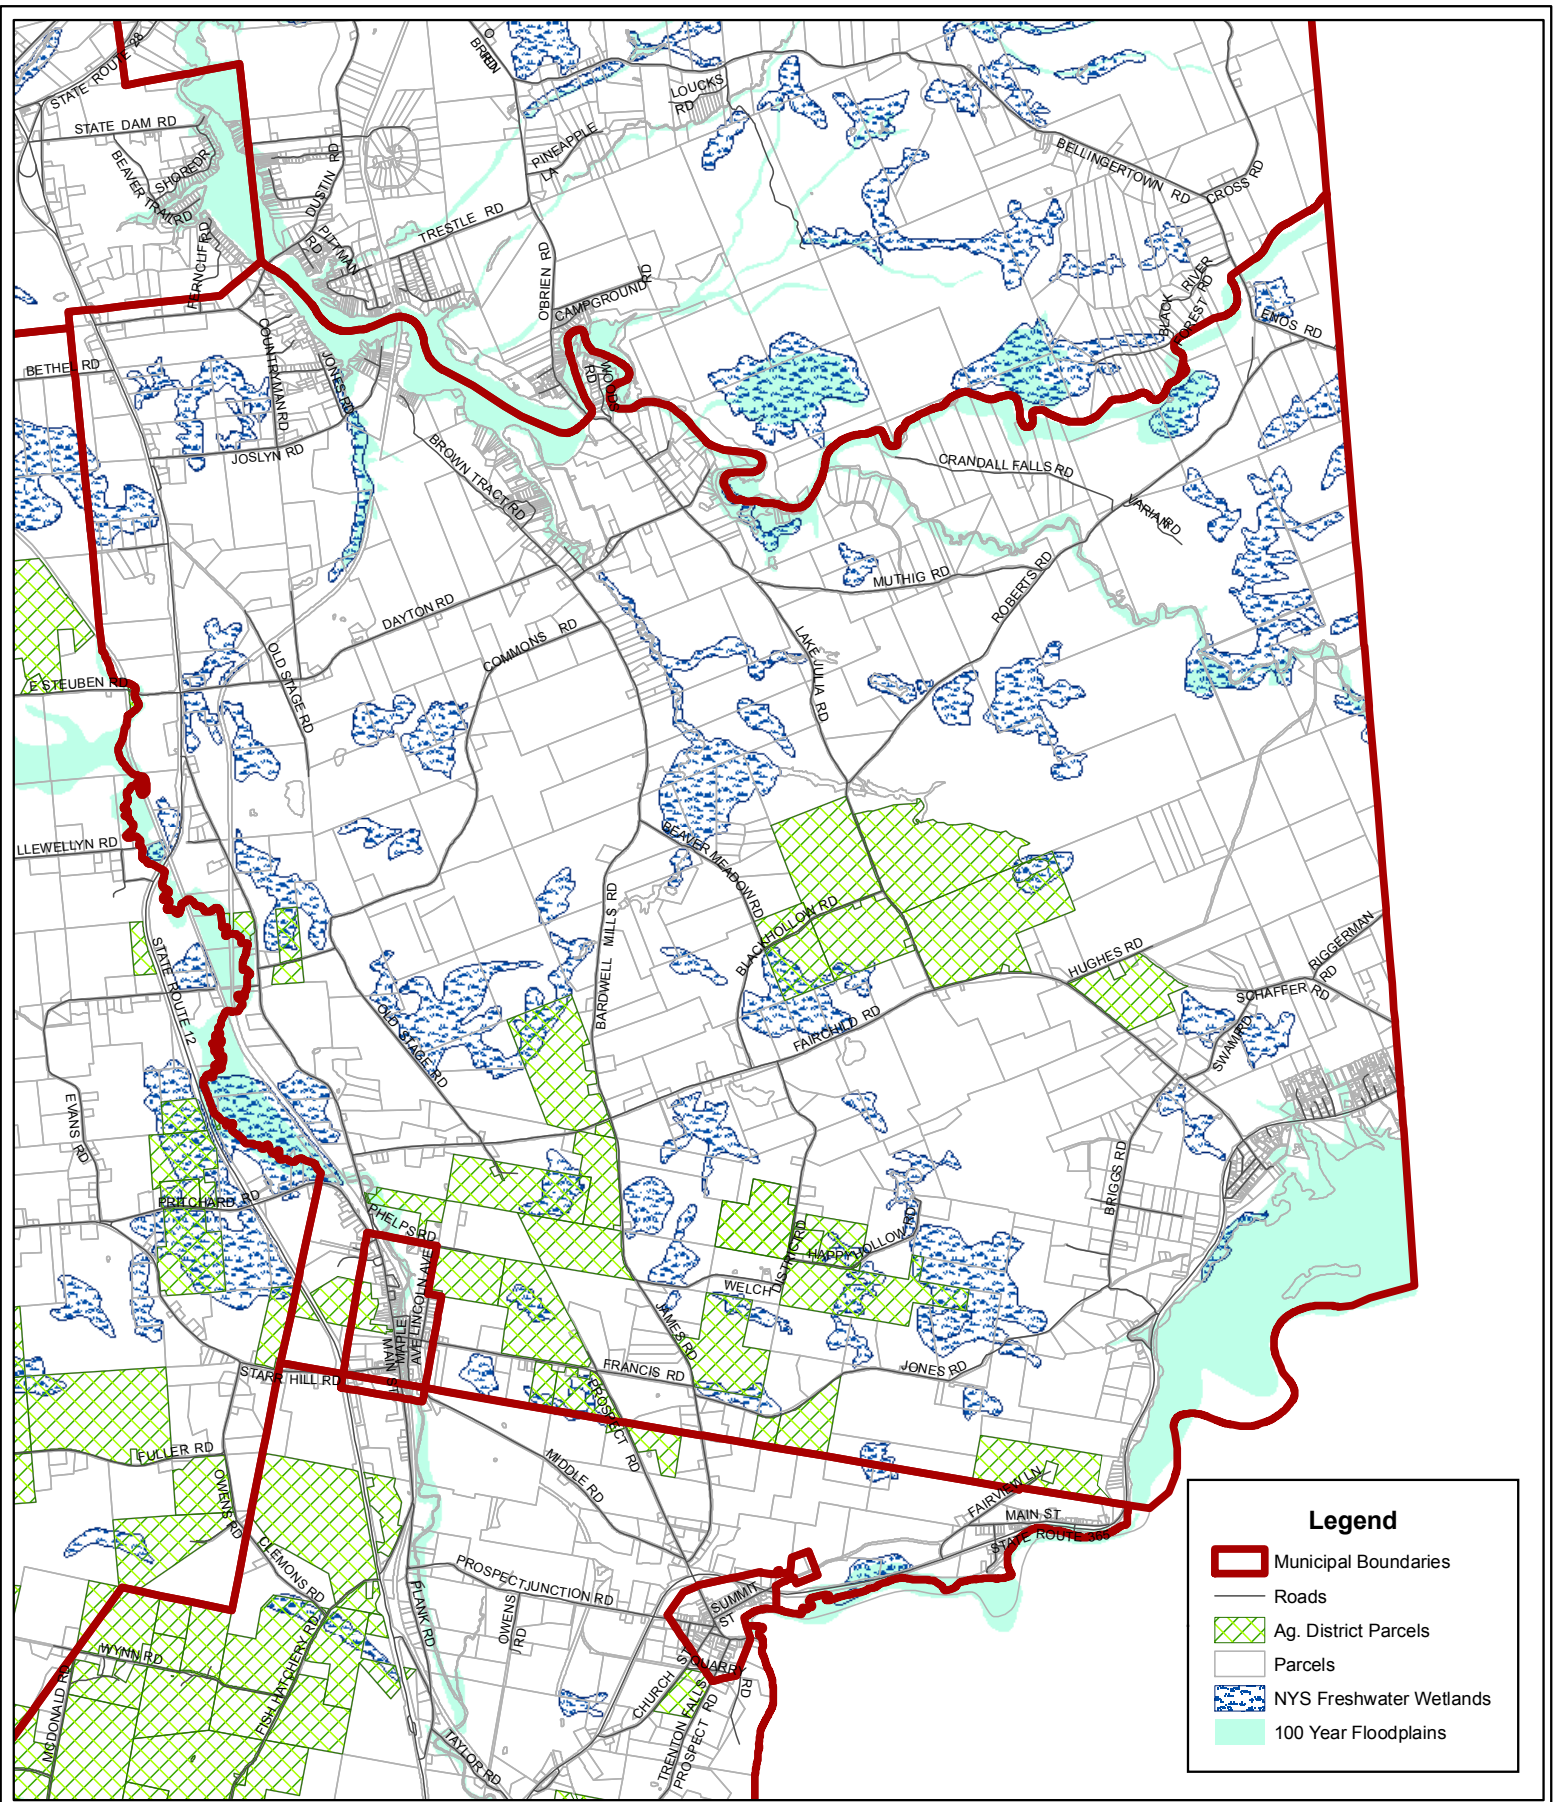 STATE ROUTE 28
O BRIEN RD
LOUCKS RD
STATE DAM RD
BEAVER TRAIL RD
SHORE DR
DUSTIN RD
PINEAPPLE LA
BELLINGERTOWN RD
CROSS RD
PITTMAN RD
TRESTLE RD
FERNCLIFF RD
O'BRIEN RD
CAMPGROUND RD
BLACK RIVER
FOREST RD
ENOS RD
BETHEL RD
COUNTRYMAN RD
JONES RD
WOODS RD
JOSLYN RD
BROWN TRACT RD
CRANDALL FALLS RD
VARIAN RD
MUTHIG RD
ROBERTS RD
DAYTON RD
COMMONS RD
LAKE JULIA RD
OLD STAGE RD
E STEUBEN RD
LLEWELLYN RD
BEAVER MEADOW RD
BARDWELL MILLS RD
BLACKHOLLOW RD
STATE ROUTE 12
HUGHES RD
RIGGERMAN RD
SCHAFFER RD
OLD STAGE RD
FAIRCHILD RD
SWAMP RD
EVANS RD
BRIGGS RD
PRITCHARD RD
PHELPS RD
DISTRIC RD
HAPPY HOLLOW RD
WELCH
LINCOLN AVE
MAPLE AVE
MAIN ST
JAMES RD
STARR HILL RD
FRANCIS RD
JONES RD
PROSPECT RD
FULLER RD
OWENS RD
MIDDLE RD
FAIRVIEW LN
MAIN ST
STATE ROUTE 365
CLEMONS RD
PROSPECT JUNCTION RD
PLANK RD
OWENS RD
SUMMIT ST
WYNN RD
FISH HATCHERY RD
MCDONALD RD
CHURCH ST
QUARRY RD
TRENTON FALLS
PROSPECT RD
TAYLOR RD
Legend
Municipal Boundaries
Roads
Ag. District Parcels
Parcels
NYS Freshwater Wetlands
100 Year Floodplains